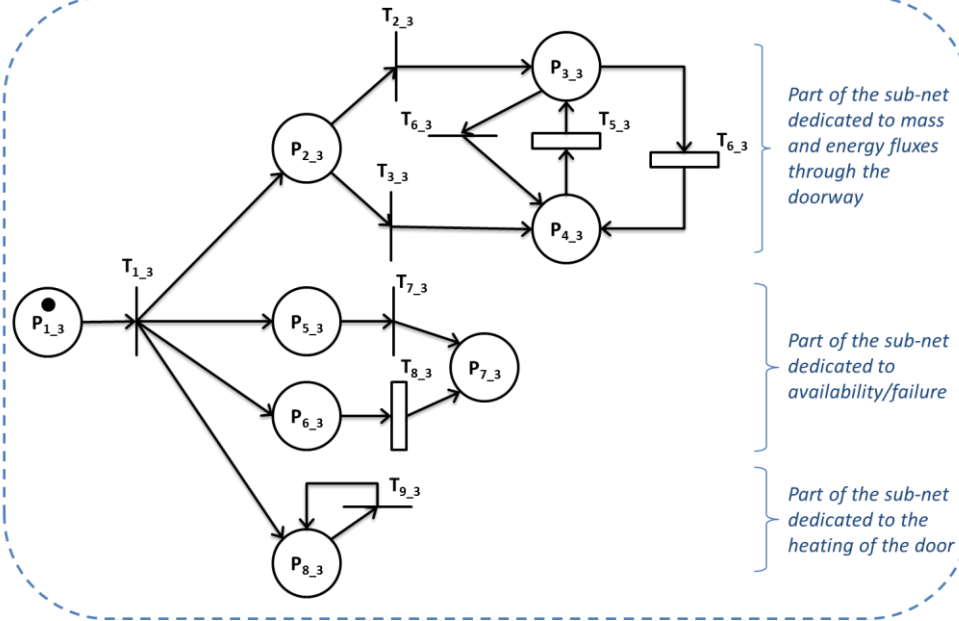 T2_3
P3_3
T6_3
T5_3
T6_3
P2_3
T3_3
P4_3
Part of the sub-net
dedicated to mass
and energy fluxes
through the
doorway
T1_3
P1_3
T7_3
P5_3
T8_3
P7_3
P6_3
Part of the sub-net
dedicated to
availability/failure
T9_3
P8_3
Part of the sub-net
dedicated to the
heating of the door